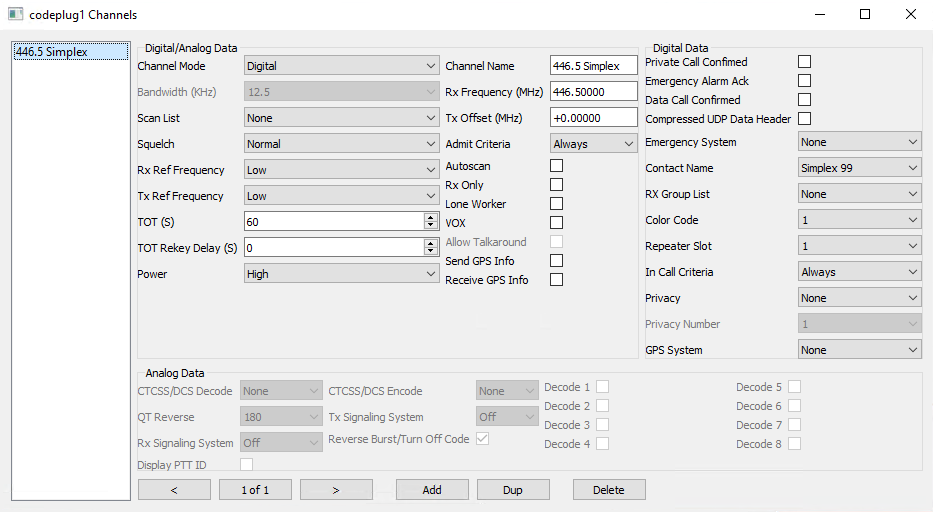 codeplug1 Channels
446.5 Simplex
Digital/Analog Data
Channel Mode Digital
Bandwidth (KHz) 12.5
Scan List None
Squelch Normal
Rx Ref Frequency Low
Tx Ref Frequency Low
TOT (S) 60
TOT Rekey Delay (S) 0
Power High
Channel Name 446.5 Simplex
Rx Frequency (MHz) 446.50000
Tx Offset (MHz) +0.00000
Admit Criteria Always
Autoscan
Rx Only
Lone Worker
VOX
Allow Talkaround
Send GPS Info
Receive GPS Info
Digital Data
Private Call Confimed
Emergency Alarm Ack
Data Call Confirmed
Compressed UDP Data Header
Emergency System None
Contact Name Simplex 99
RX Group List None
Color Code 1
Repeater Slot 1
In Call Criteria Always
Privacy None
Privacy Number 1
GPS System None
Analog Data
CTCSS/DCS Decode None
QT Reverse 180
Rx Signaling System Off
Display PTT ID
CTCSS/DCS Encode None
Tx Signaling System Off
Reverse Burst/Turn Off Code
Decode 1
Decode 2
Decode 3
Decode 4
Decode 5
Decode 6
Decode 7
Decode 8
< 1 of 1 > Add Dup Delete